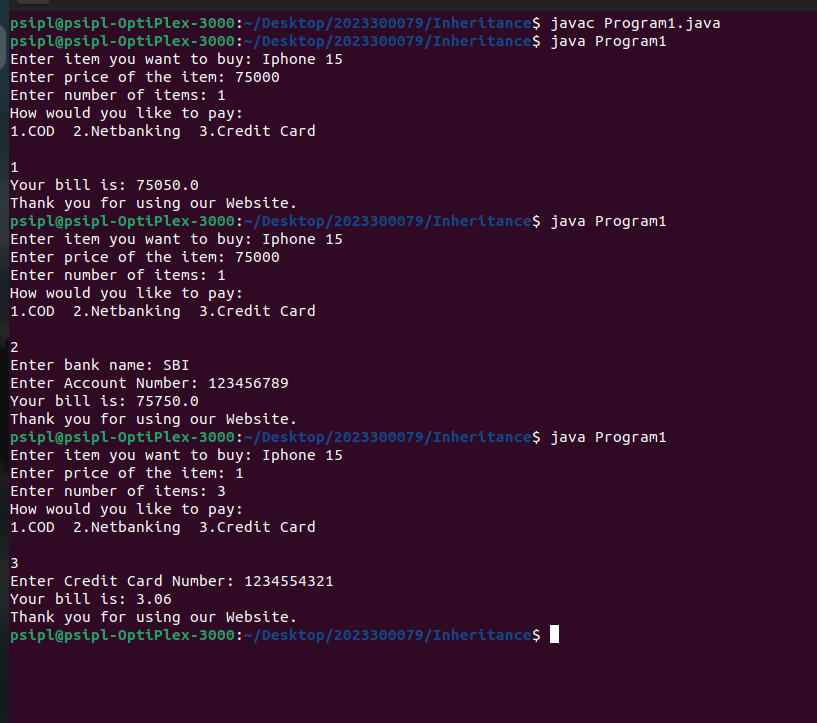 psipl@psipl-OptiPlex-3000:~/Desktop/2023300079/Inheritance$ javac Program1.java
psipl@psipl-OptiPlex-3000:~/Desktop/2023300079/Inheritance$ java Program1
Enter item you want to buy: Iphone 15
Enter price of the item: 75000
Enter number of items: 1
How would you like to pay:
1.COD  2.Netbanking  3.Credit Card

1
Your bill is: 75050.0
Thank you for using our Website.
psipl@psipl-OptiPlex-3000:~/Desktop/2023300079/Inheritance$ java Program1
Enter item you want to buy: Iphone 15
Enter price of the item: 75000
Enter number of items: 1
How would you like to pay:
1.COD  2.Netbanking  3.Credit Card

2
Enter bank name: SBI
Enter Account Number: 123456789
Your bill is: 75750.0
Thank you for using our Website.
psipl@psipl-OptiPlex-3000:~/Desktop/2023300079/Inheritance$ java Program1
Enter item you want to buy: Iphone 15
Enter price of the item: 1
Enter number of items: 3
How would you like to pay:
1.COD  2.Netbanking  3.Credit Card

3
Enter Credit Card Number: 1234554321
Your bill is: 3.06
Thank you for using our Website.
psipl@psipl-OptiPlex-3000:~/Desktop/2023300079/Inheritance$